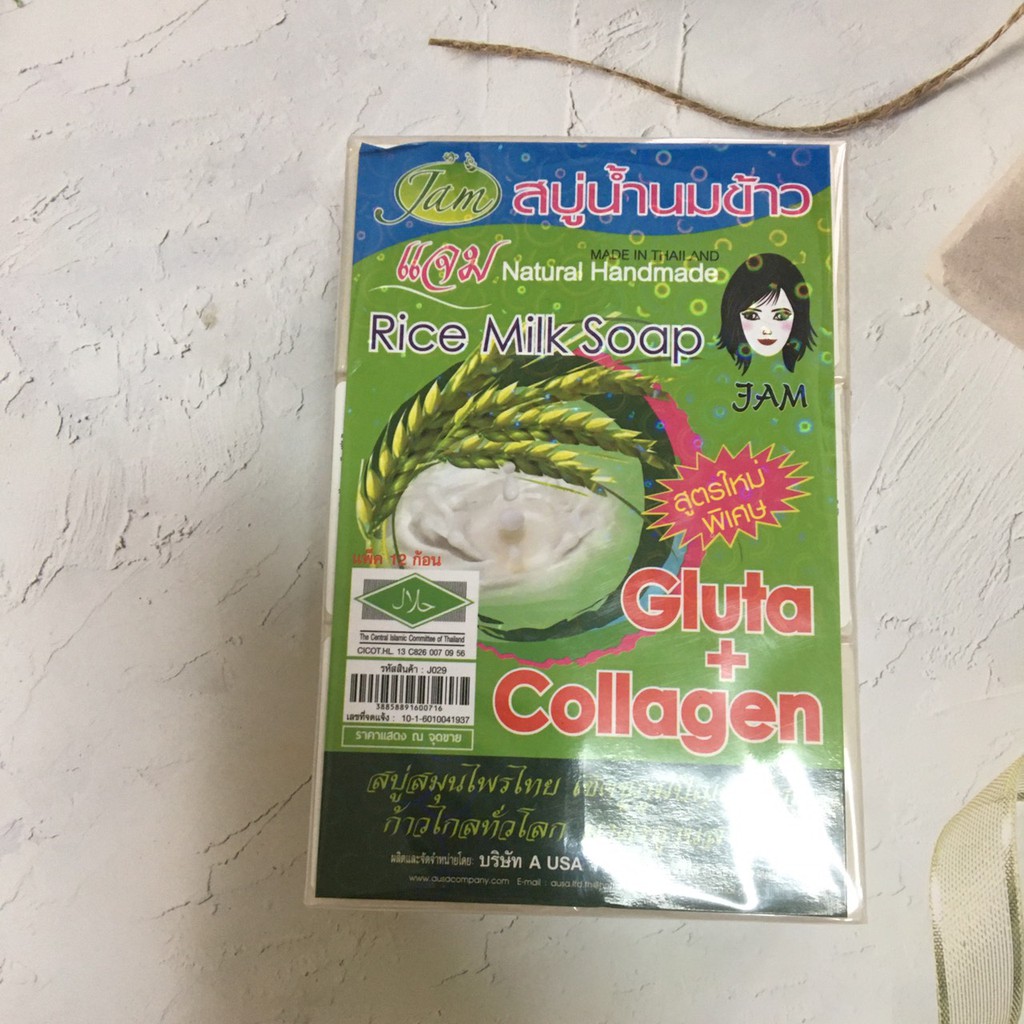 Jam สบู่น้ำนมข้าว
แจ่ม
MADE IN THAILAND
Natural Handmade
Rice Milk Soap
JAM
สูตรใหม่
พิเศษ
แพ็ค 12 ก้อน
حلال
The Central Islamic Committee of Thailand
CICOT.HL. 13 C826 007 09 56
รหัสสินค้า : J029
38858891600716
เลขที่จดแจ้ง : 10-1-6010041937
ราคาแสดง ณ จุดขาย
Gluta
+
Collagen
สบู่สมุนไพรไทย
ก้าวไกลทั่วโลก
ผลิตและจัดจำหน่ายโดย: บริษัท A USA
www.ausacompany.com E-mail :